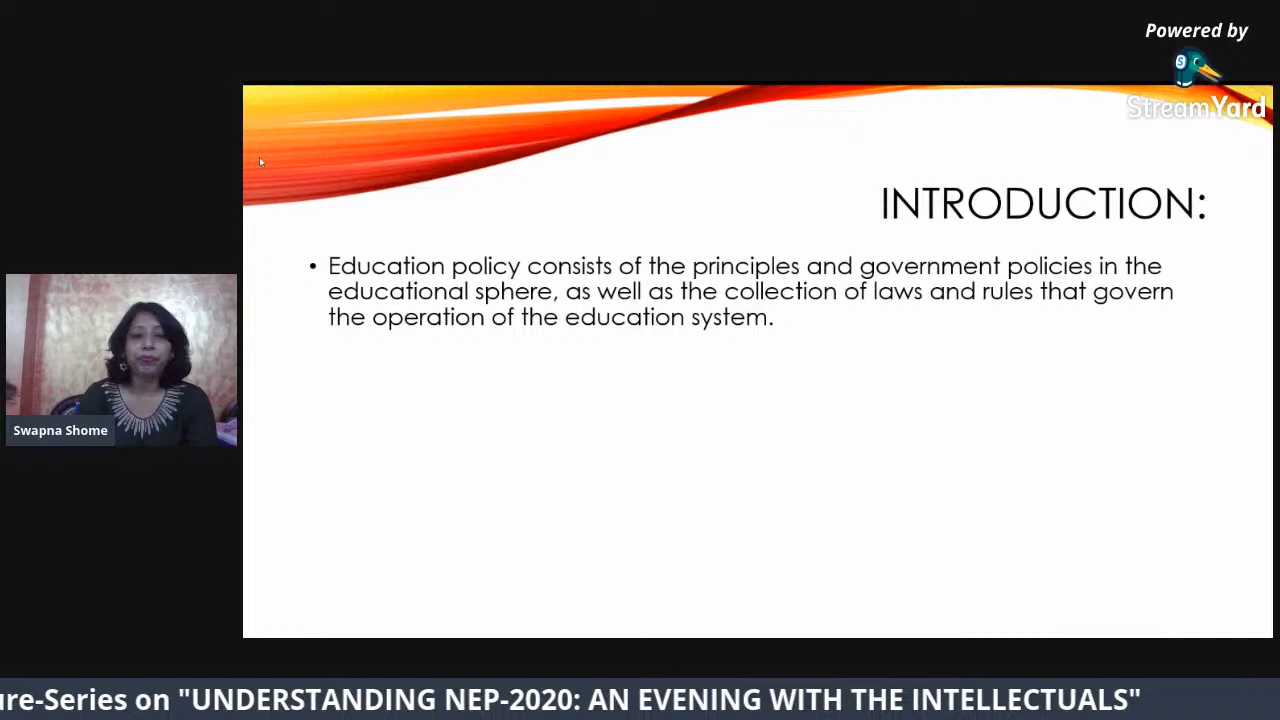 Powered by
StreamYard
INTRODUCTION:
• Education policy consists of the principles and government policies in the
educational sphere, as well as the collection of laws and rules that govern
the operation of the education system.
Swapna Shome
ure-Series on "UNDERSTANDING NEP-2020: AN EVENING WITH THE INTELLECTUALS"